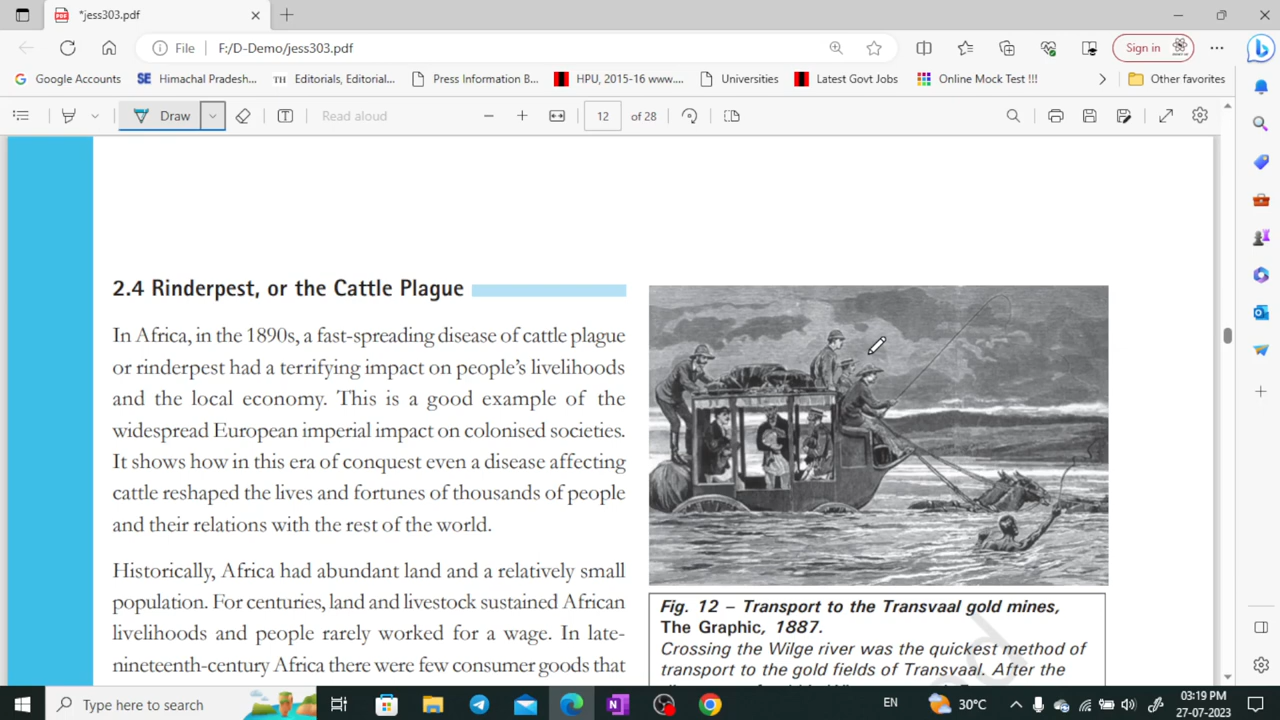 *jess303.pdf
File F:/D-Demo/jess303.pdf Sign in
Google Accounts SE Himachal Pradesh... TH Editorials, Editorial... Press Information B... HPU, 2015-16 www.... Universities Latest Govt Jobs Online Mock Test !!! Other favorites
Draw Read aloud 12 of 28
2.4 Rinderpest, or the Cattle Plague
In Africa, in the 1890s, a fast-spreading disease of cattle plague
or rinderpest had a terrifying impact on people's livelihoods
and the local economy. This is a good example of the
widespread European imperial impact on colonised societies.
It shows how in this era of conquest even a disease affecting
cattle reshaped the lives and fortunes of thousands of people
and their relations with the rest of the world.
Historically, Africa had abundant land and a relatively small
population. For centuries, land and livestock sustained African
livelihoods and people rarely worked for a wage. In late-
nineteenth-century Africa there were few consumer goods that
Fig. 12 – Transport to the Transvaal gold mines,
The Graphic, 1887.
Crossing the Wilge river was the quickest method of
transport to the gold fields of Transvaal. After the
Type here to search 30°C EN 03:19 PM
27-07-2023